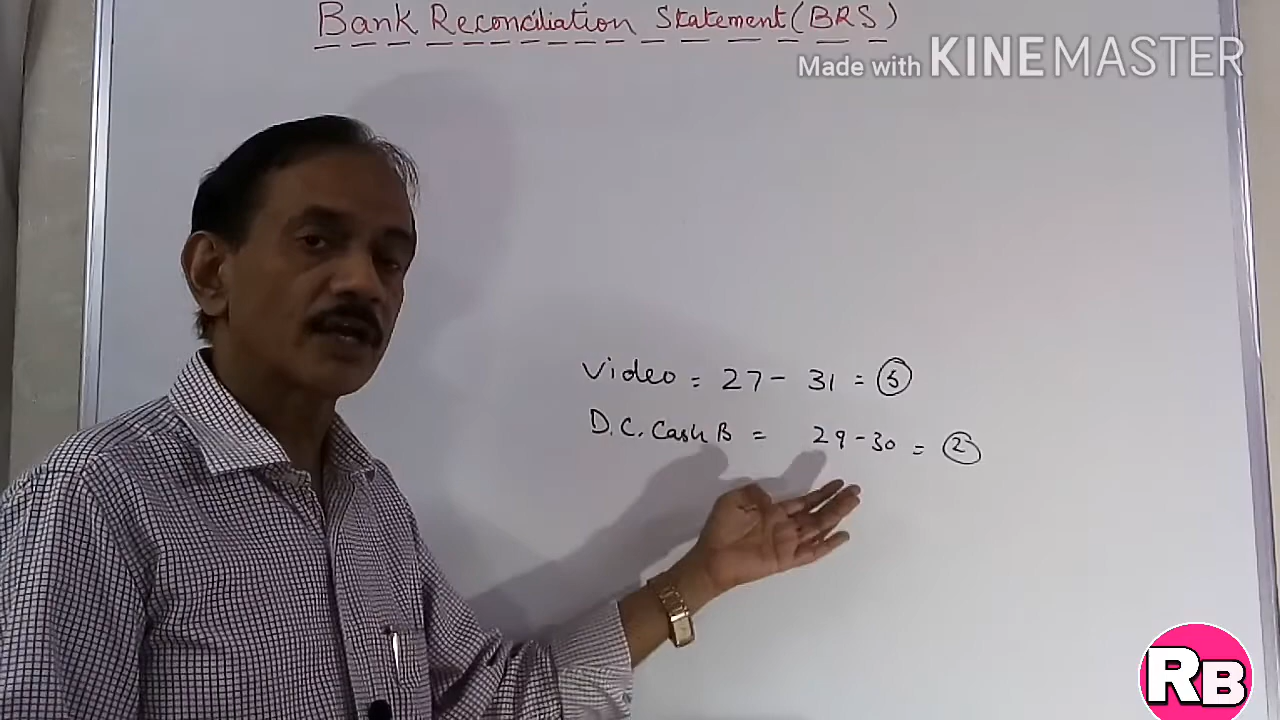 Bank Reconciliation Statement (BRS)
Made with KINEMASTER
Video = 27 - 31 = 5
D.C. Cash B = 29 - 30 = 2
RB